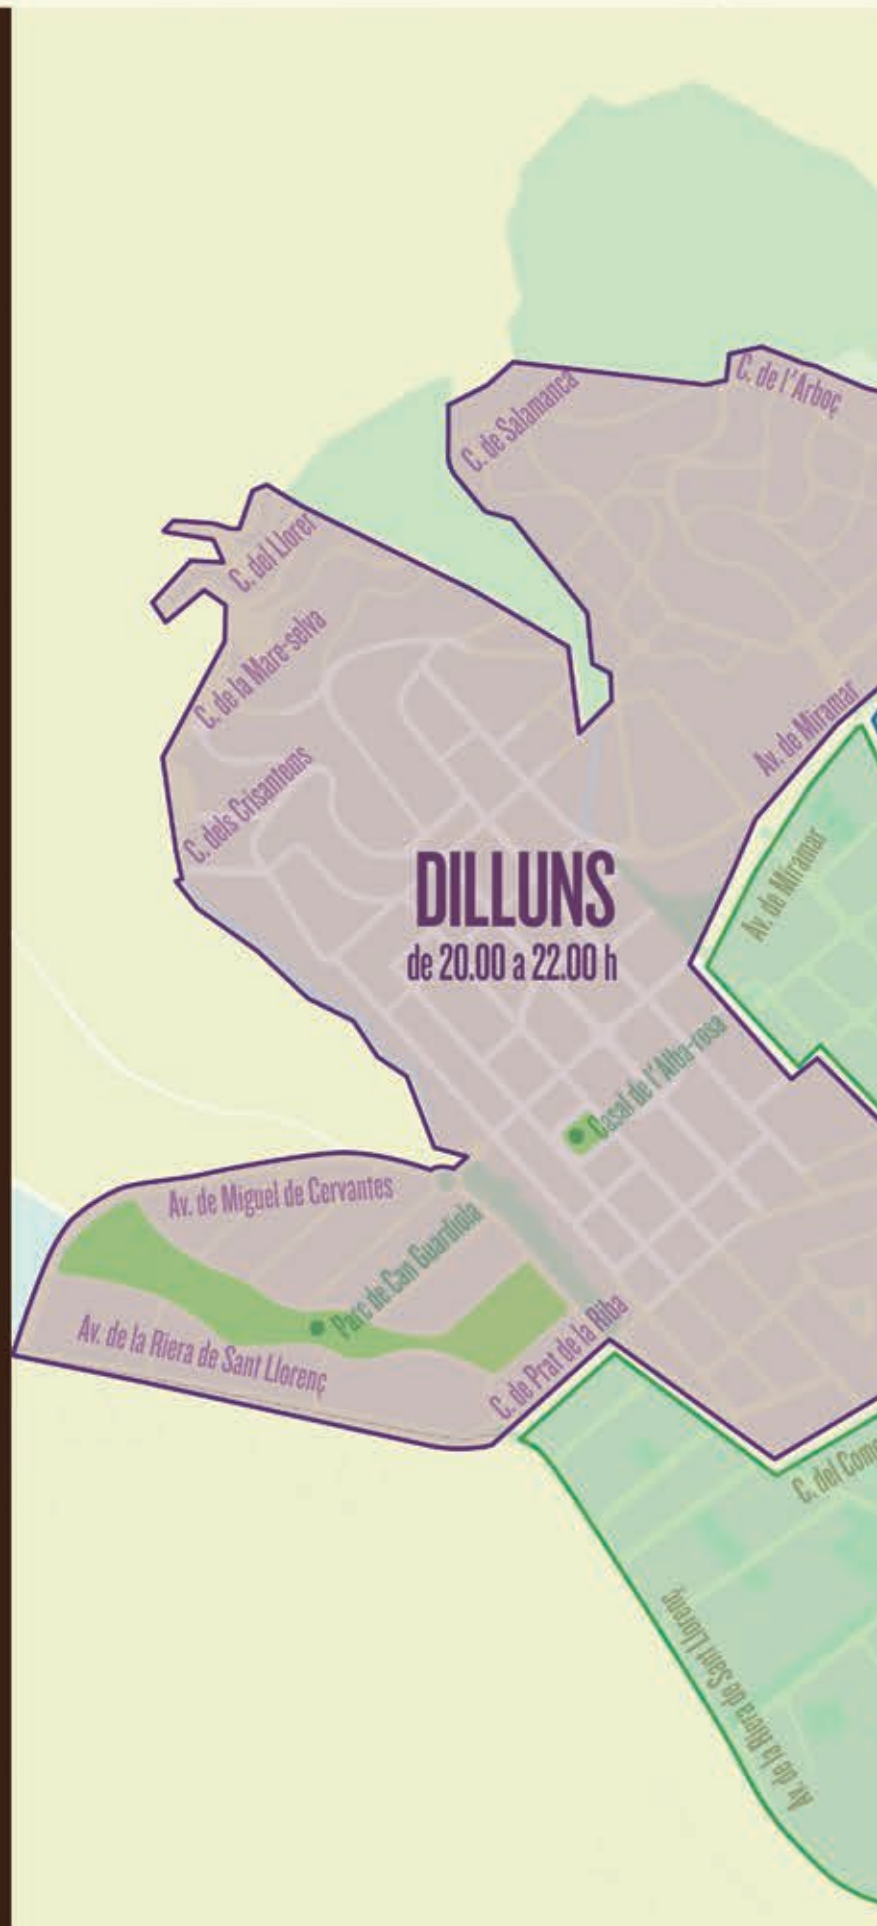 C. de l'Arboç
C. de Salamanca
C. del Llorer
C. de la Mare-selva
Av. de Miramar
C. dels Crisantems
Av. de Miramar
DILLUNS
de 20.00 a 22.00 h
Casal de l'Alba-rosa
Av. de Miguel de Cervantes
Parc de Can Guardiola
Av. de la Riera de Sant Llorenç
C. de Prat de la Riba
C. del
Av. de la Riera de Sant Llorenç